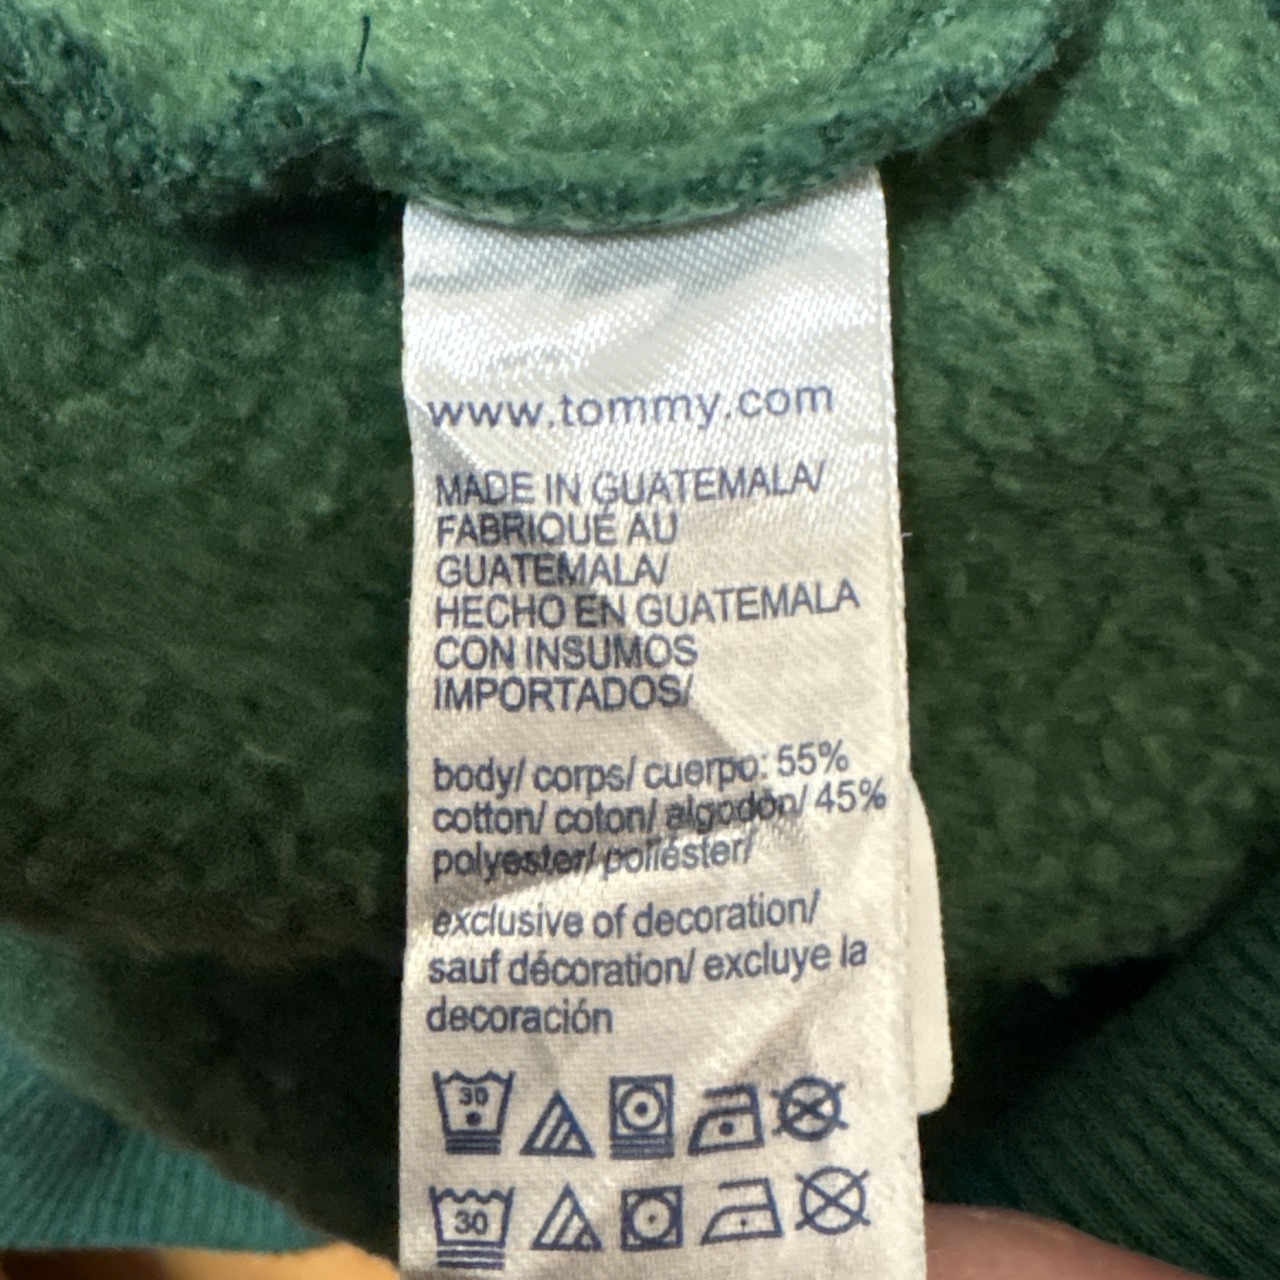 www.tommy.com
MADE IN GUATEMALA/
FABRIQUÉ AU
GUATEMALA/
HECHO EN GUATEMALA
CON INSUMOS
IMPORTADOS/
body/ corps/ cuerpo: 55%
cotton/ coton/ algodòn/ 45%
polyester/ poliéster/
exclusive of decoration/
sauf décoration/ excluye la
decoración
30
30